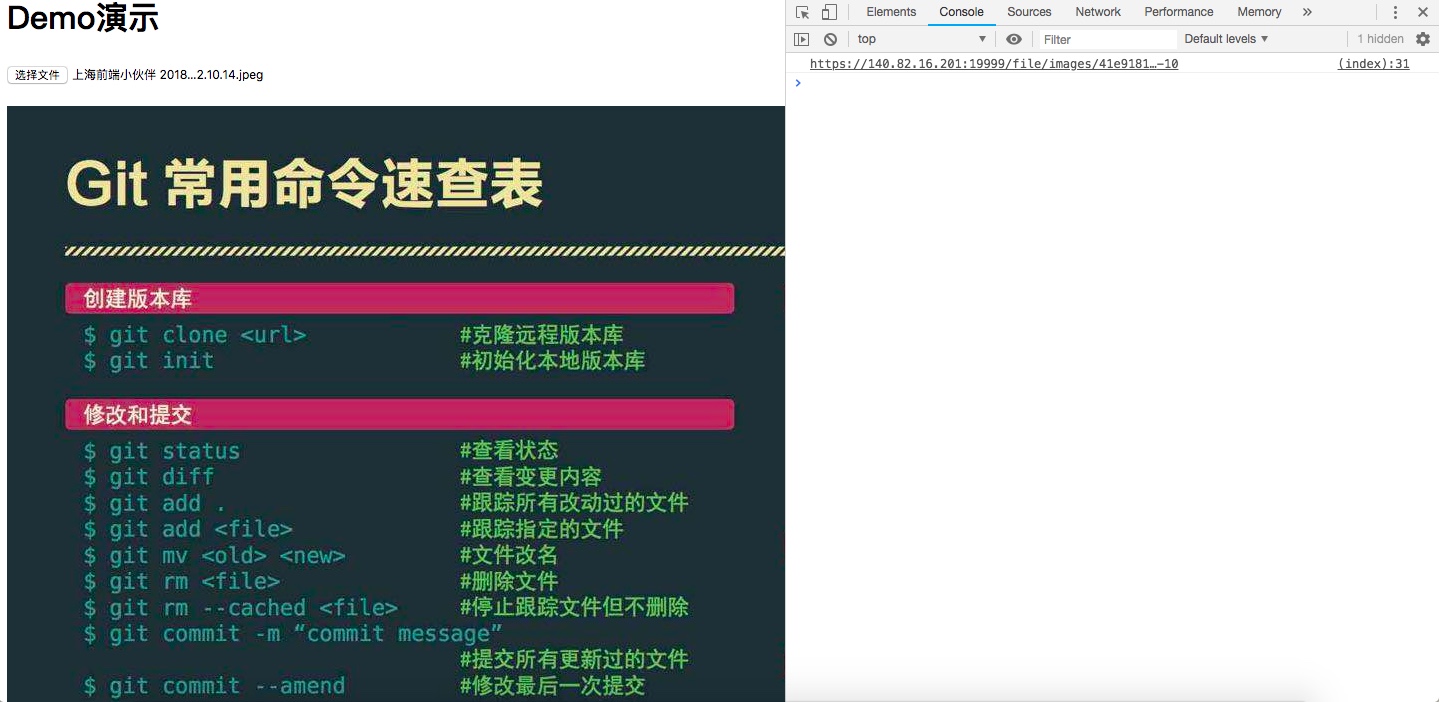 Demo演示
选择文件 上海前端小伙伴 2018...2.10.14.jpeg
Git 常用命令速查表
创建版本库
$ git clone <url> #克隆远程版本库
$ git init #初始化本地版本库
修改和提交
$ git status #查看状态
$ git diff #查看变更内容
$ git add . #跟踪所有改动过的文件
$ git add <file> #跟踪指定的文件
$ git mv <old> <new> #文件改名
$ git rm <file> #删除文件
$ git rm --cached <file> #停止跟踪文件但不删除
$ git commit -m “commit message”
#提交所有更新过的文件
$ git commit --amend #修改最后一次提交
Elements Console Sources Network Performance Memory »
top Filter Default levels 1 hidden
https://140.82.16.201:19999/file/images/41e9181…-10 (index):31